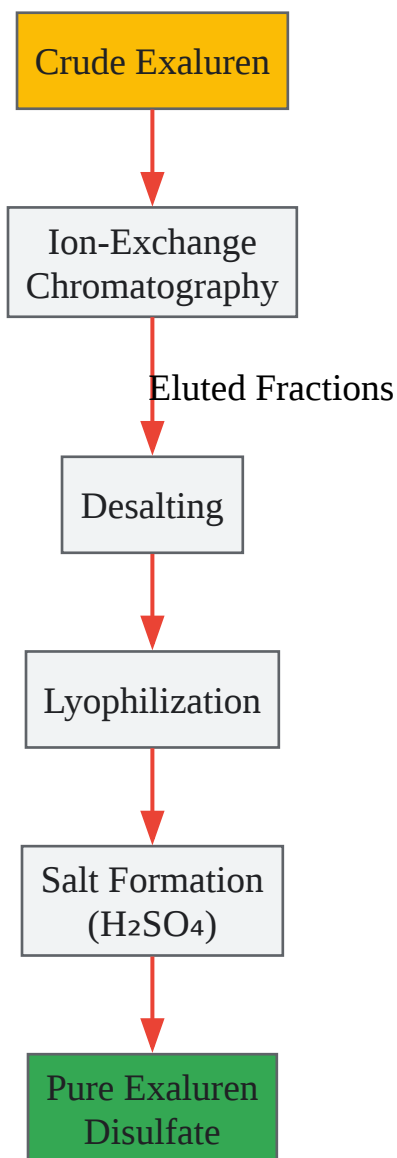 Crude Exaluren
Ion-Exchange
Chromatography
Eluted Fractions
Desalting
Lyophilization
Salt Formation
(H₂SO₄)
Pure Exaluren
Disulfate